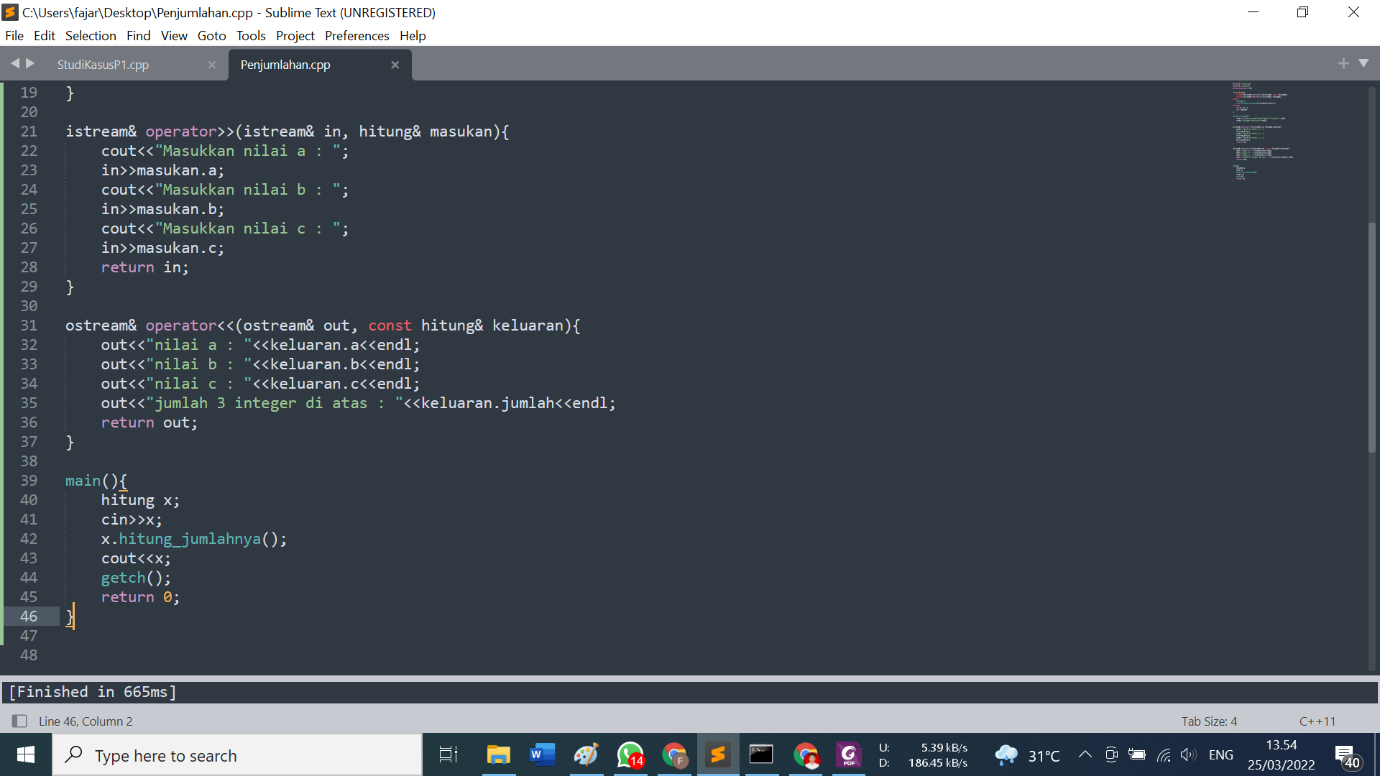 C:\Users\fajar\Desktop\Penjumlahan.cpp - Sublime Text (UNREGISTERED)
File Edit Selection Find View Goto Tools Project Preferences Help
StudiKasusP1.cpp × Penjumlahan.cpp ×
19 }
20
21 istream& operator>>(istream& in, hitung& masukan){
22     cout<<"Masukkan nilai a : ";
23     in>>masukan.a;
24     cout<<"Masukkan nilai b : ";
25     in>>masukan.b;
26     cout<<"Masukkan nilai c : ";
27     in>>masukan.c;
28     return in;
29 }
30
31 ostream& operator<<(ostream& out, const hitung& keluaran){
32     out<<"nilai a : "<<keluaran.a<<endl;
33     out<<"nilai b : "<<keluaran.b<<endl;
34     out<<"nilai c : "<<keluaran.c<<endl;
35     out<<"jumlah 3 integer di atas : "<<keluaran.jumlah<<endl;
36     return out;
37 }
38
39 main(){
40     hitung x;
41     cin>>x;
42     x.hitung_jumlahnya();
43     cout<<x;
44     getch();
45     return 0;
46 }
47
48
[Finished in 665ms]
Line 46, Column 2 Tab Size: 4 C++11
Type here to search 14 F PDF U: 5.39 kB/s 31°C ENG 13.54 40
D: 186.45 kB/s 25/03/2022